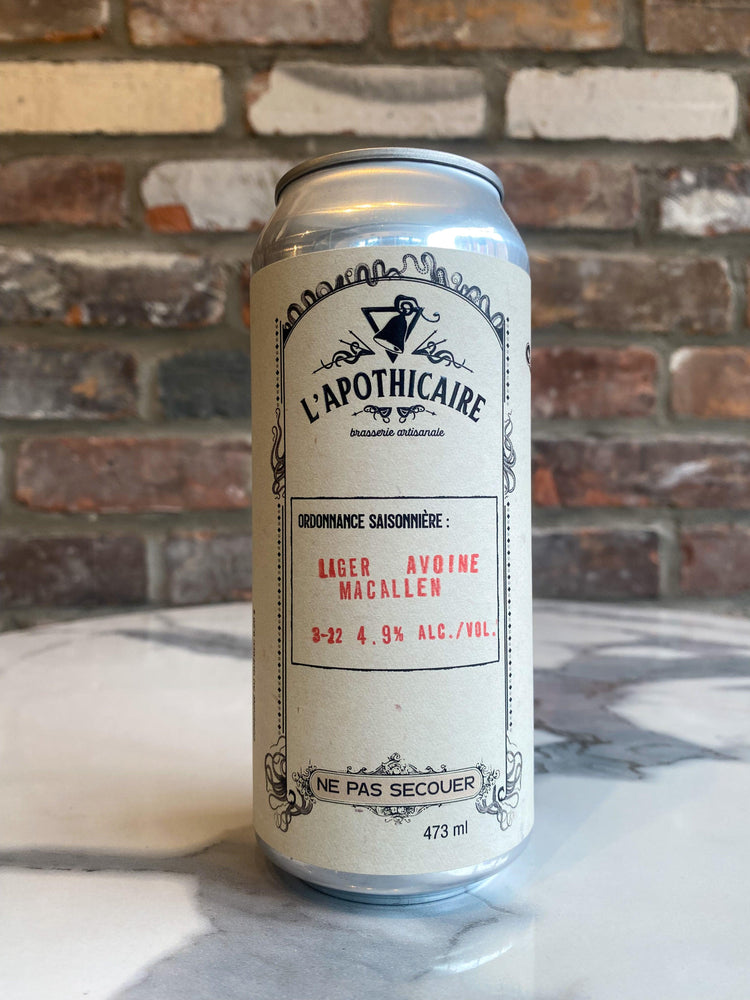 L'APOTHICAIRE
brasserie artisanale
ORDONNANCE SAISONNIÈRE :
LAGER AVOINE
MACALLEN
3-22 4.9% ALC./VOL.
NE PAS SECOUER
473 ml